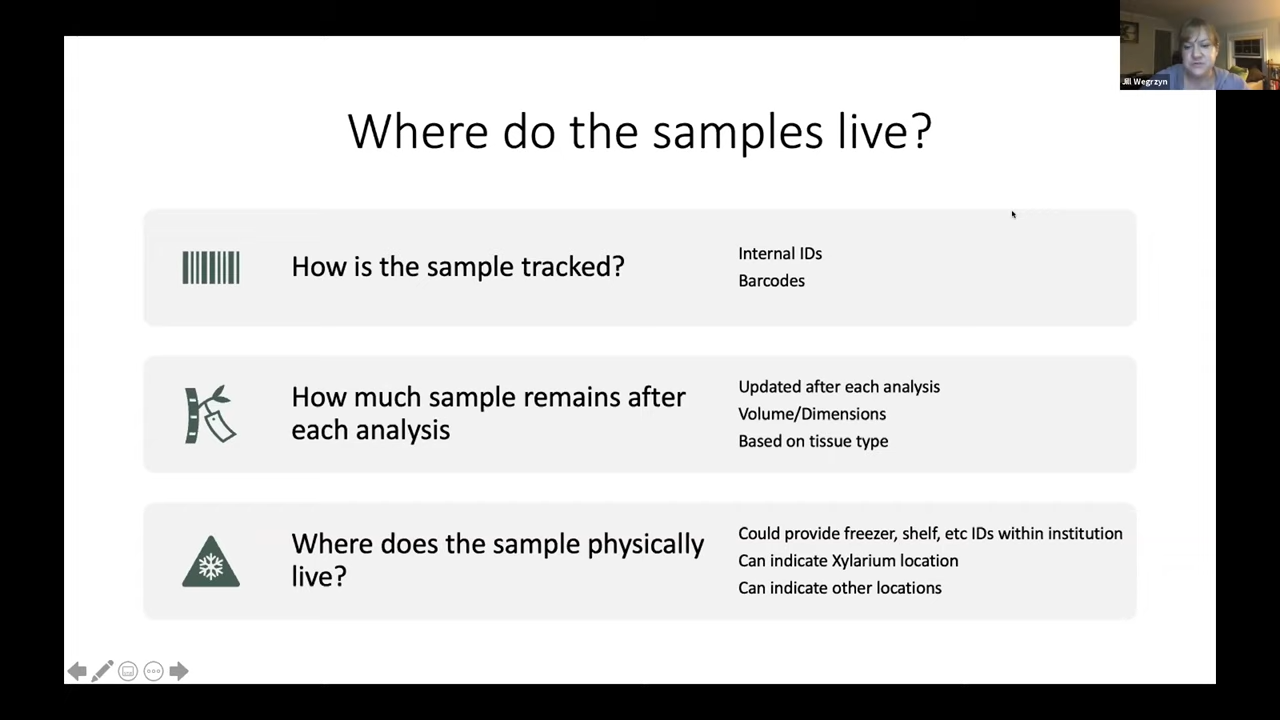 Jill Wegrzyn
Where do the samples live?
How is the sample tracked?
Internal IDs
Barcodes
How much sample remains after
each analysis
Updated after each analysis
Volume/Dimensions
Based on tissue type
Where does the sample physically
live?
Could provide freezer, shelf, etc IDs within institution
Can indicate Xylarium location
Can indicate other locations